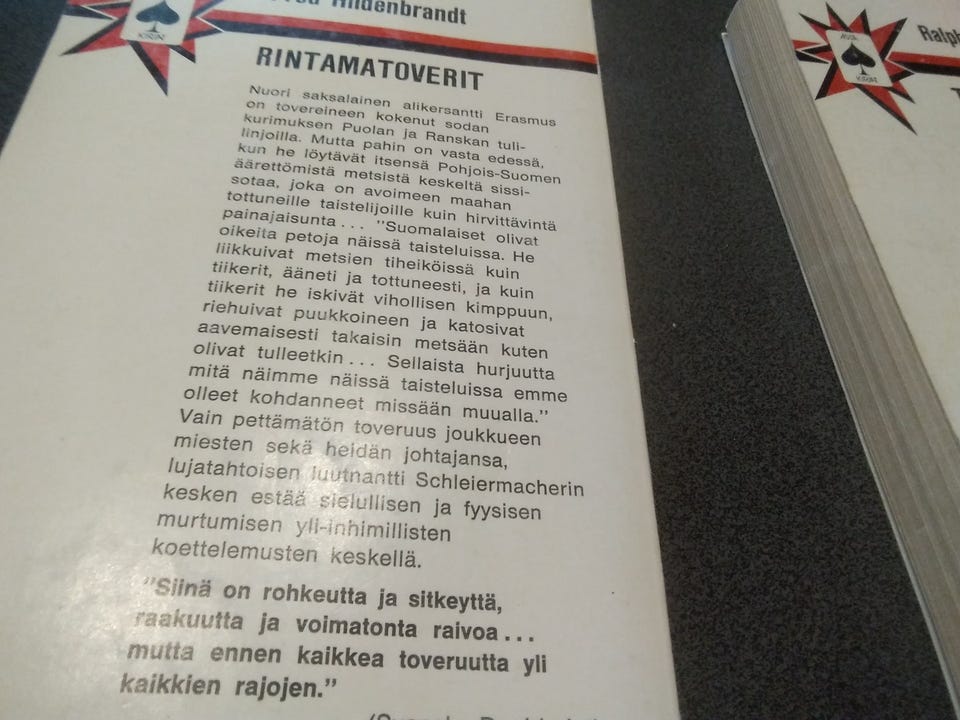 Hildenbrandt
KIRJAT
RINTAMATOVERIT
Nuori saksalainen alikersantti Erasmus
on tovereineen kokenut sodan
kurimuksen Puolan ja Ranskan tuli-
linjoilla. Mutta pahin on vasta edessä,
kun he löytävät itsensä Pohjois-Suomen
äärettömistä metsistä keskeltä sissi-
sotaa, joka on avoimeen maahan
tottuneille taistelijoille kuin hirvittävintä
painajaisunta... "Suomalaiset olivat
oikeita petoja näissä taisteluissa. He
liikkuivat metsien tiheiköissä kuin
tiikerit, ääneti ja tottuneesti, ja kuin
tiikerit he iskivät vihollisen kimppuun,
riehuivat puukkoineen ja katosivat
aavemaisesti takaisin metsään kuten
olivat tulleetkin... Sellaista hurjuutta
mitä näimme näissä taisteluissa emme
olleet kohdanneet missään muualla."
Vain pettämätön toveruus joukkueen
miesten sekä heidän johtajansa,
lujatahtoisen luutnantti Schleiermacherin
kesken estää sielullisen ja fyysisen
murtumisen yli-inhimillisten
koettelemusten keskellä.
"Siinä on rohkeutta ja sitkeyttä,
raakuutta ja voimatonta raivoa...
mutta ennen kaikkea toveruutta yli
kaikkien rajojen."
Ralph